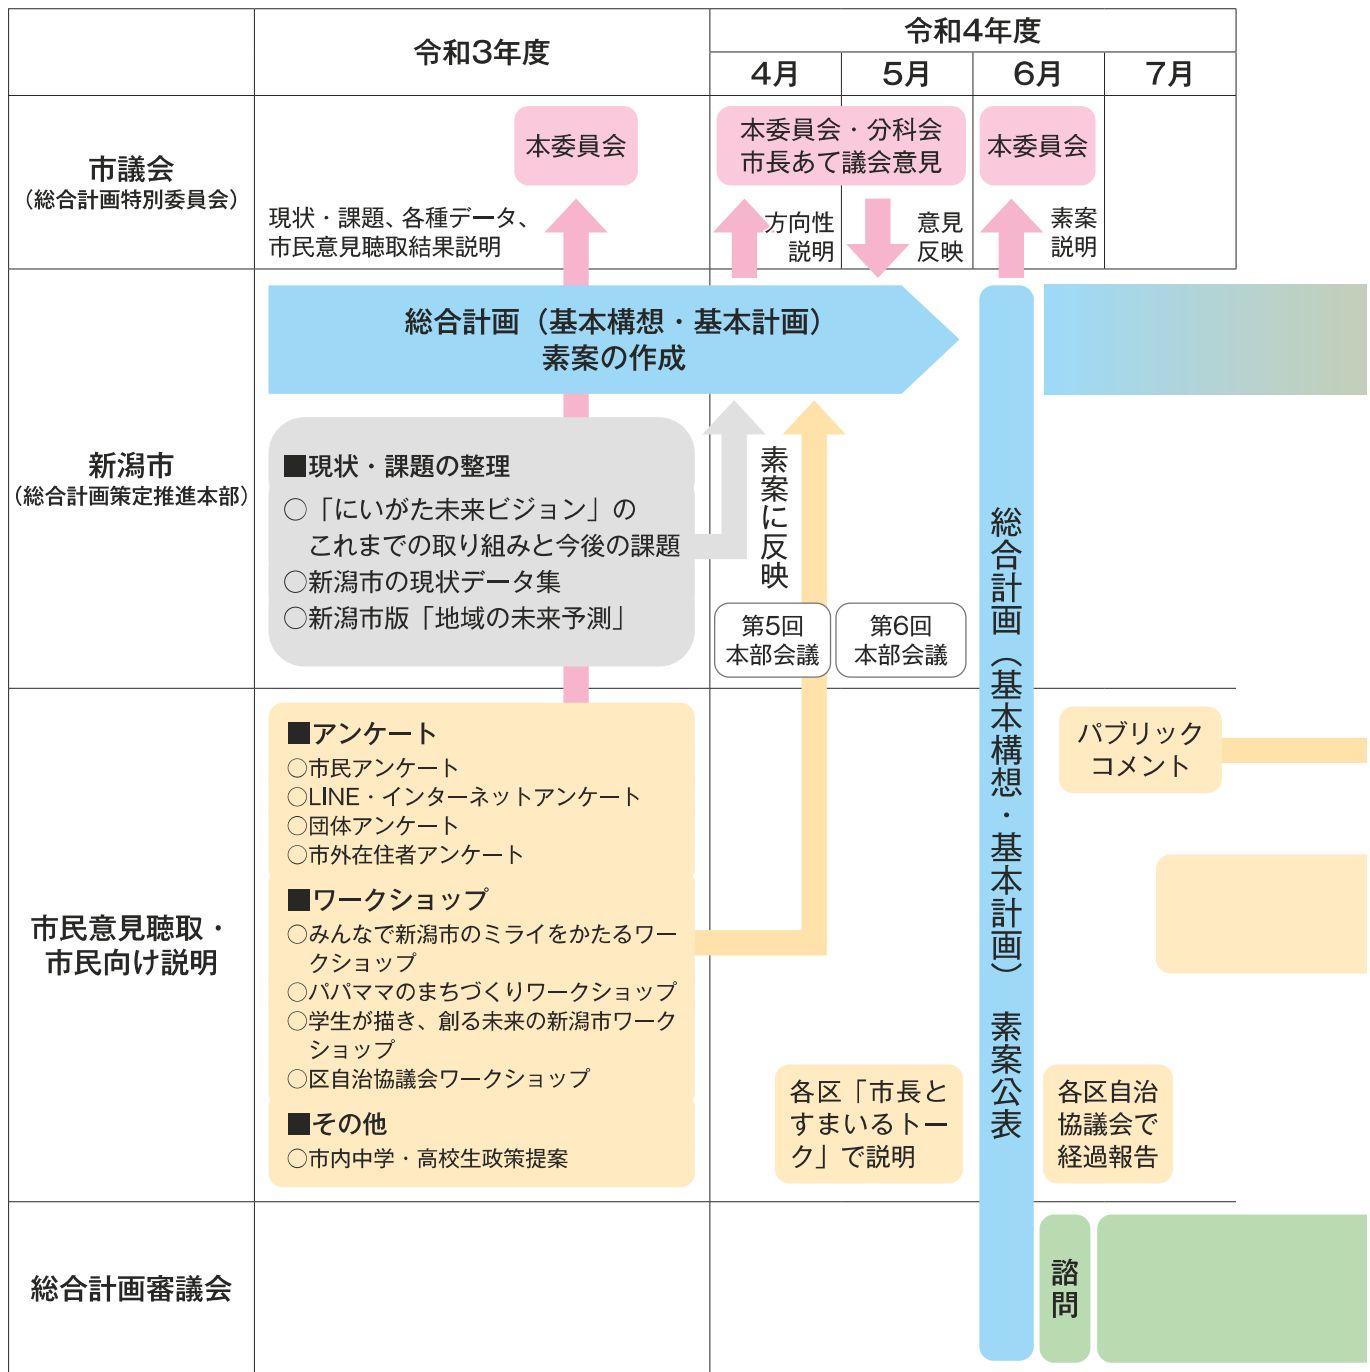 令和3年度
令和4年度
4月
5月
6月
7月
市議会
（総合計画特別委員会）
本委員会
本委員会・分科会
市長あて議会意見
本委員会
現状・課題、各種データ、
市民意見聴取結果説明
方向性
説明
意見
反映
素案
説明
新潟市
（総合計画策定推進本部）
総合計画（基本構想・基本計画）
素案の作成
■現状・課題の整理
○「にいがた未来ビジョン」の
これまでの取り組みと今後の課題
○新潟市の現状データ集
○新潟市版「地域の未来予測」
素案に反映
第5回
本部会議
第6回
本部会議
総合計画（基本構想・基本計画） 素案公表
市民意見聴取・
市民向け説明
■アンケート
○市民アンケート
○LINE・インターネットアンケート
○団体アンケート
○市外在住者アンケート
■ワークショップ
○みんなで新潟市のミライをかたるワー
クショップ
○パパママのまちづくりワークショップ
○学生が描き、創る未来の新潟市ワーク
ショップ
○区自治協議会ワークショップ
■その他
○市内中学・高校生政策提案
パブリック
コメント
各区「市長と
すまいるトー
ク」で説明
各区自治
協議会で
経過報告
総合計画審議会
諮問